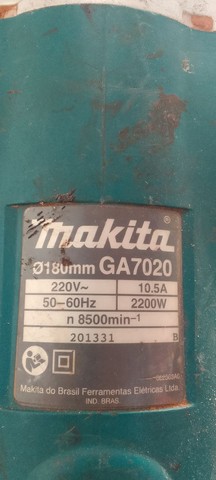 makita®
Ø180mm GA7020
220V~ 10.5A
50-60Hz 2200W
n 8500min⁻¹
201331 B
Makita do Brasil Ferramentas Elétricas Ltda.
IND. BRAS.